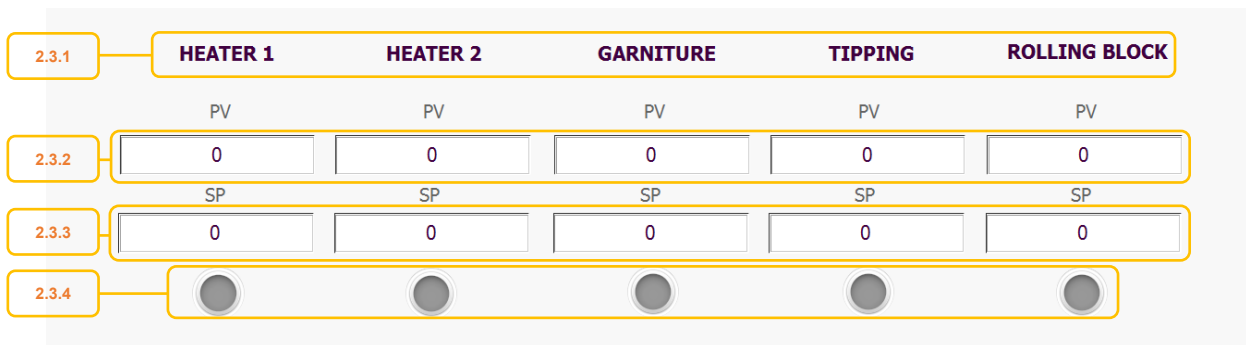 2.3.1 HEATER 1 HEATER 2 GARNITURE TIPPING ROLLING BLOCK
PV PV PV PV PV
2.3.2 0 0 0 0 0
SP SP SP SP SP
2.3.3 0 0 0 0 0
2.3.4